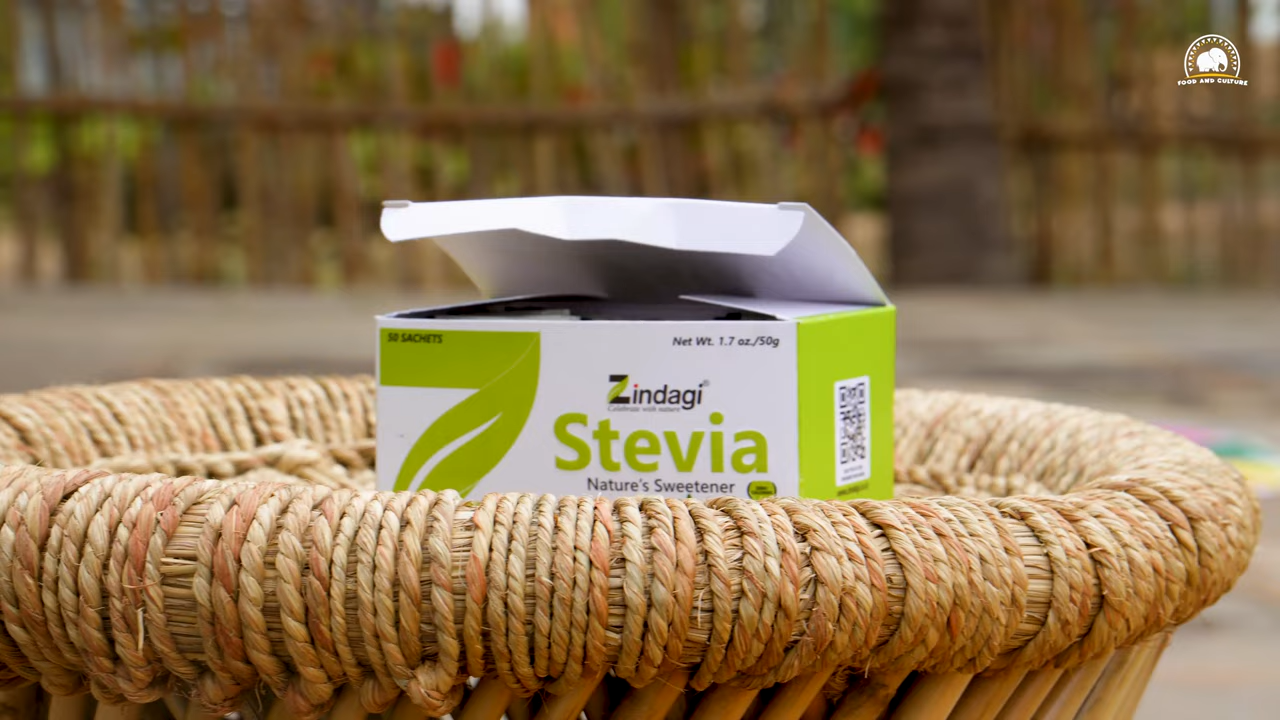 FOOD AND CULTURE
50 SACHETS
Net Wt. 1.7 oz./50g
Zindagi®
Celebrate with nature
Stevia
Nature's Sweetener